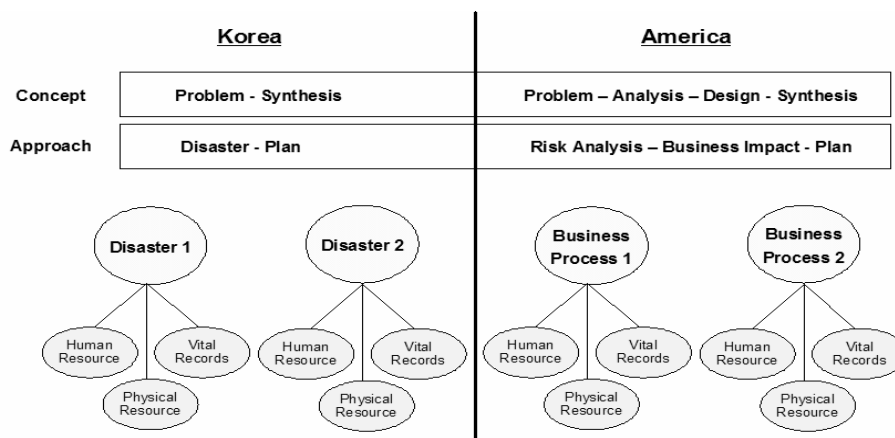 Korea
America
Concept
Problem - Synthesis
Problem – Analysis – Design - Synthesis
Approach
Disaster - Plan
Risk Analysis – Business Impact - Plan
Disaster 1
Disaster 2
Business
Process 1
Business
Process 2
Human
Resource
Vital
Records
Physical
Resource
Human
Resource
Vital
Records
Physical
Resource
Human
Resource
Vital
Records
Physical
Resource
Human
Resource
Vital
Records
Physical
Resource